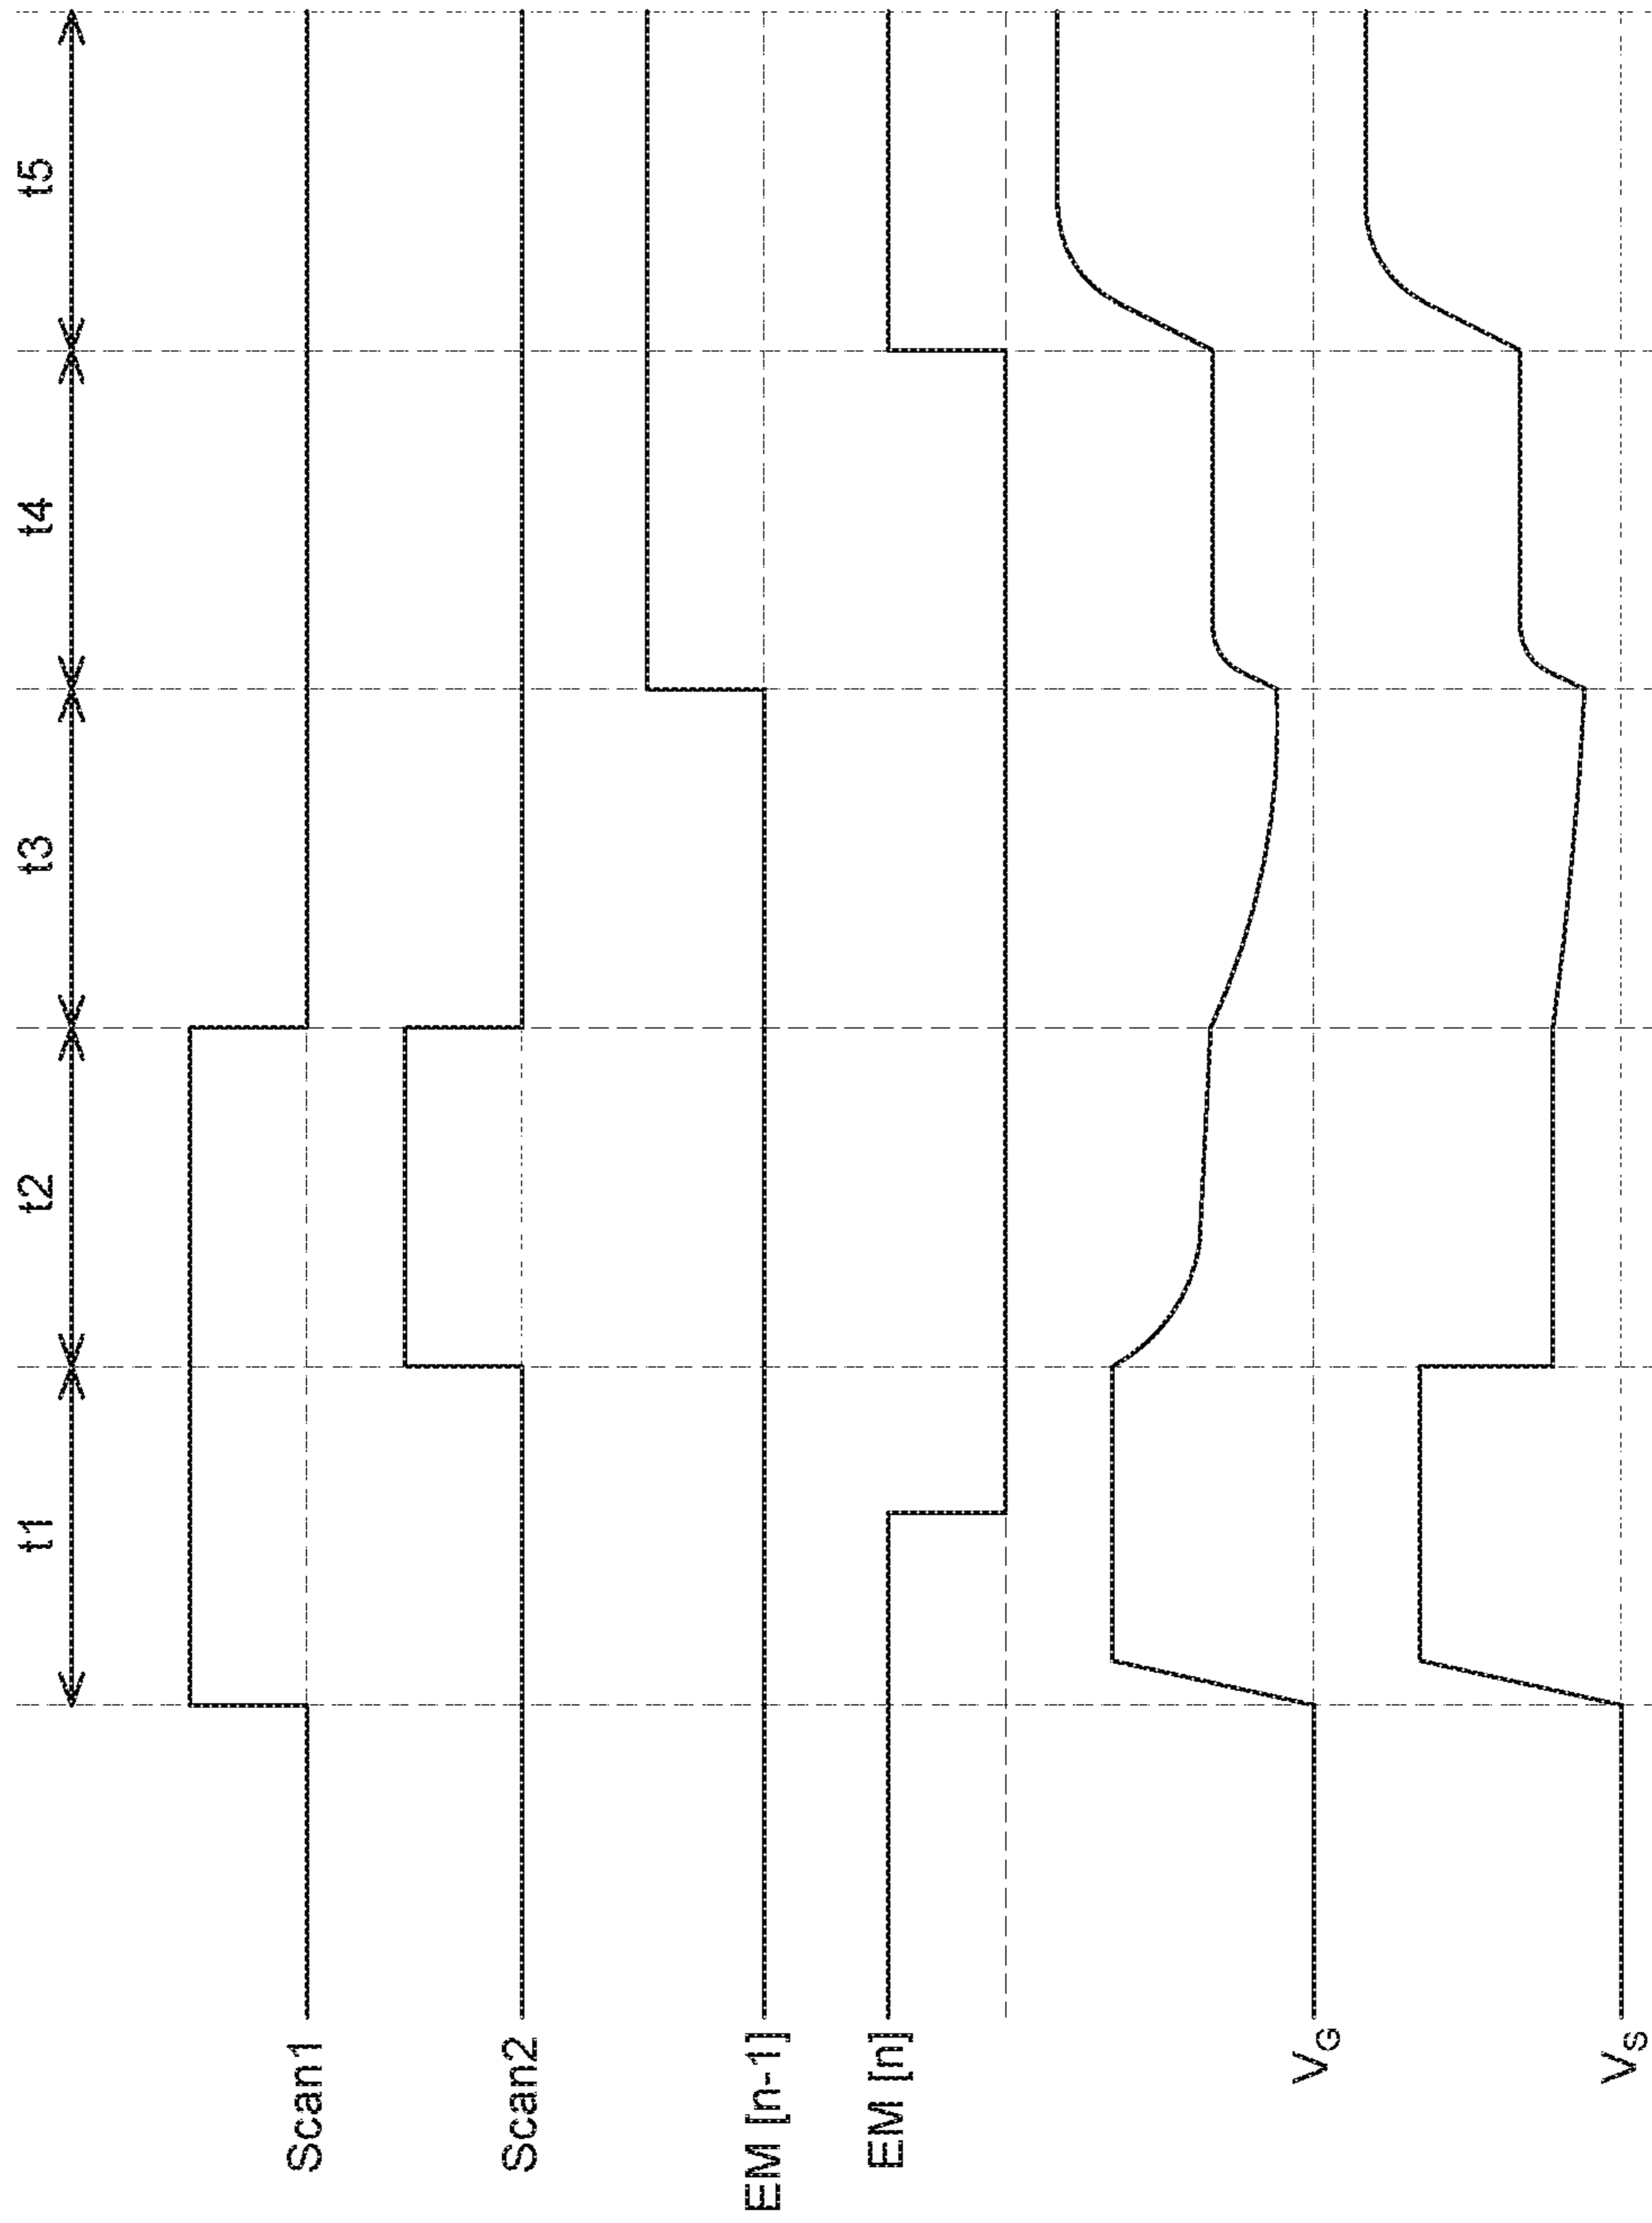 t1
t2
t3
t4
t5
Scan1
Scan2
EM [n-1]
EM [n]
VG
VS